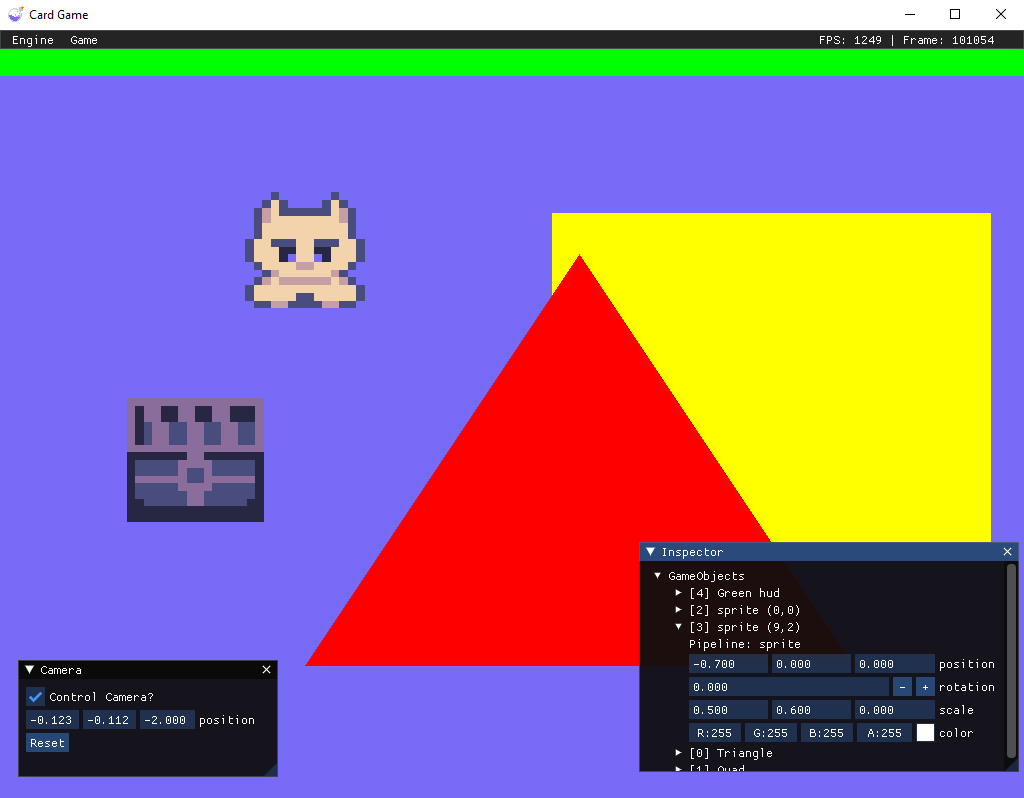 Card Game
Engine Game FPS: 1249 | Frame: 101054
Inspector
GameObjects
[4] Green hud
[2] sprite (0,0)
[3] sprite (9,2)
Pipeline: sprite
-0.700 0.000 0.000 position
0.000 - + rotation
0.500 0.600 0.000 scale
R:255 G:255 B:255 A:255 color
[0] Triangle
[1] Quad
Camera
Control Camera?
-0.123 -0.112 -2.000 position
Reset